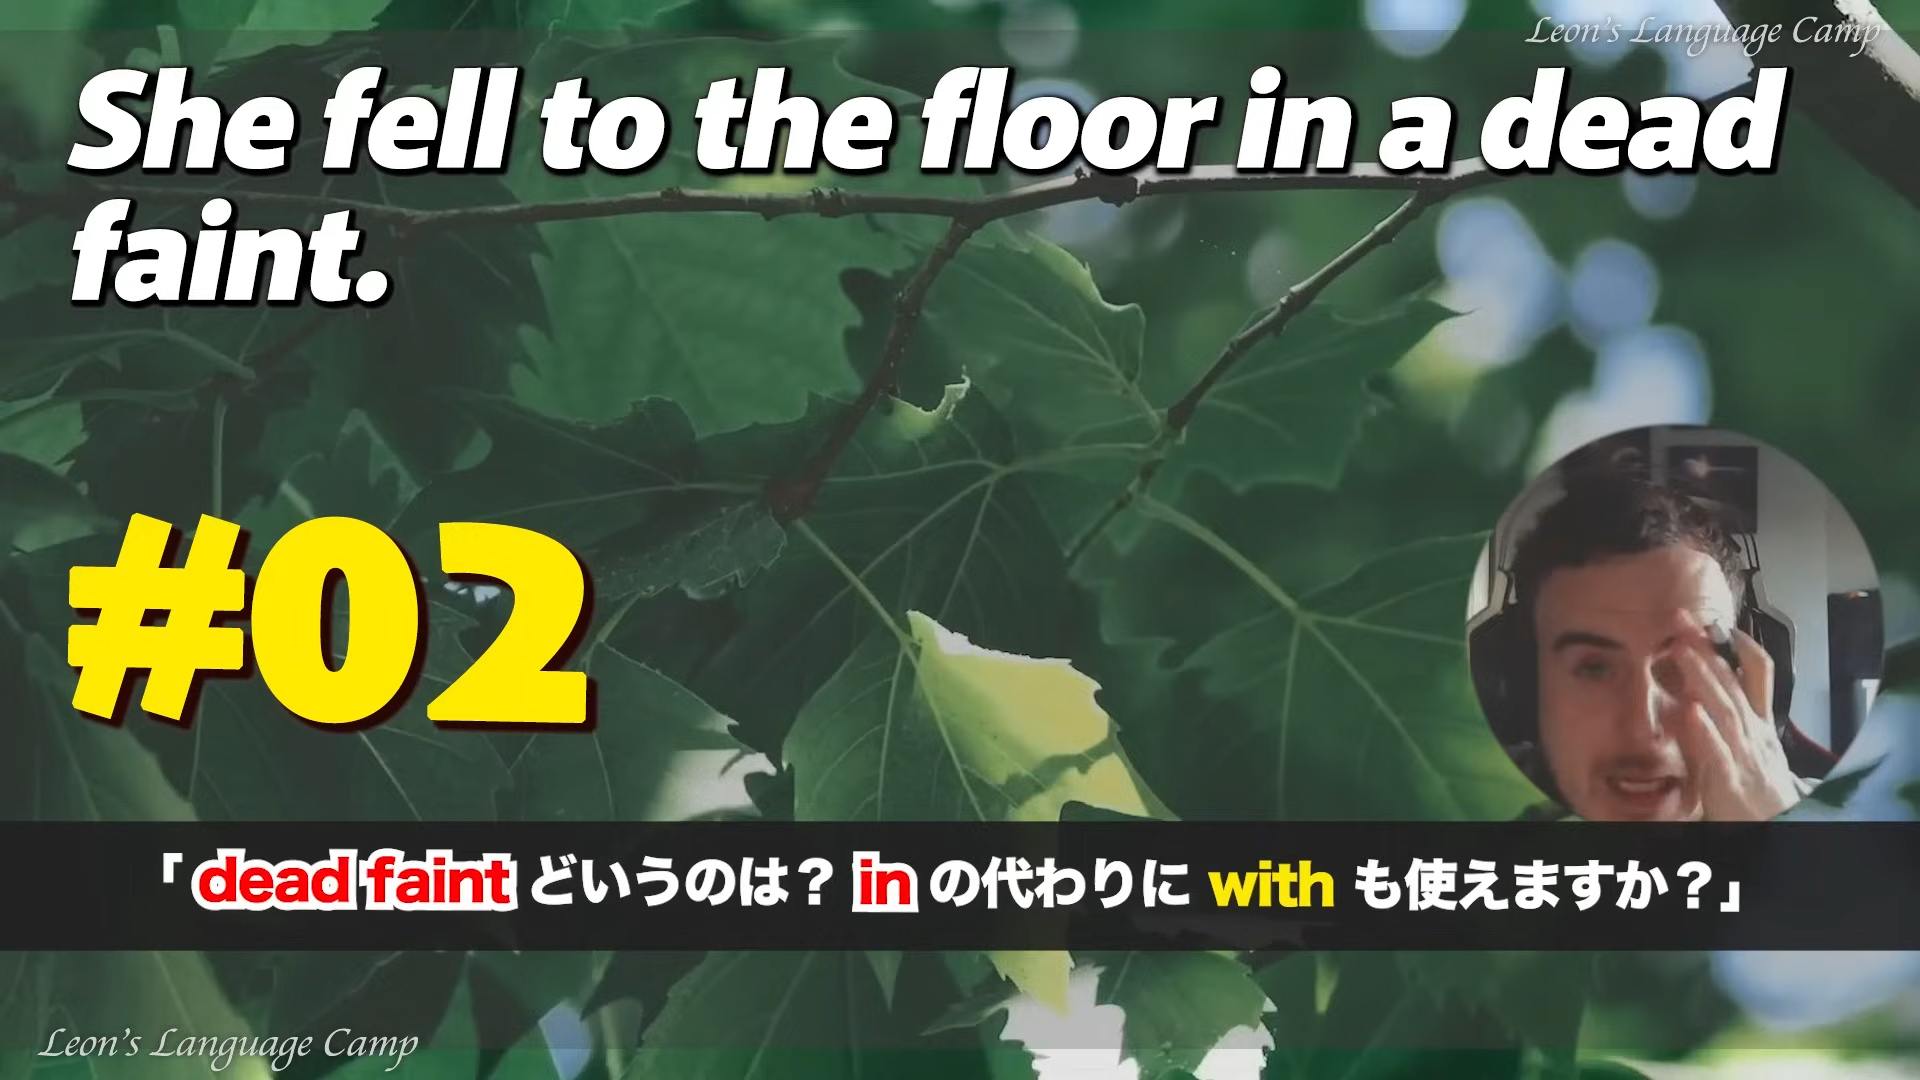 Leon's Language Camp
She fell to the floor in a dead
faint.
#02
「dead faint どいうのは？ in の代わりに with も使えますか？」
Leon's Language Camp